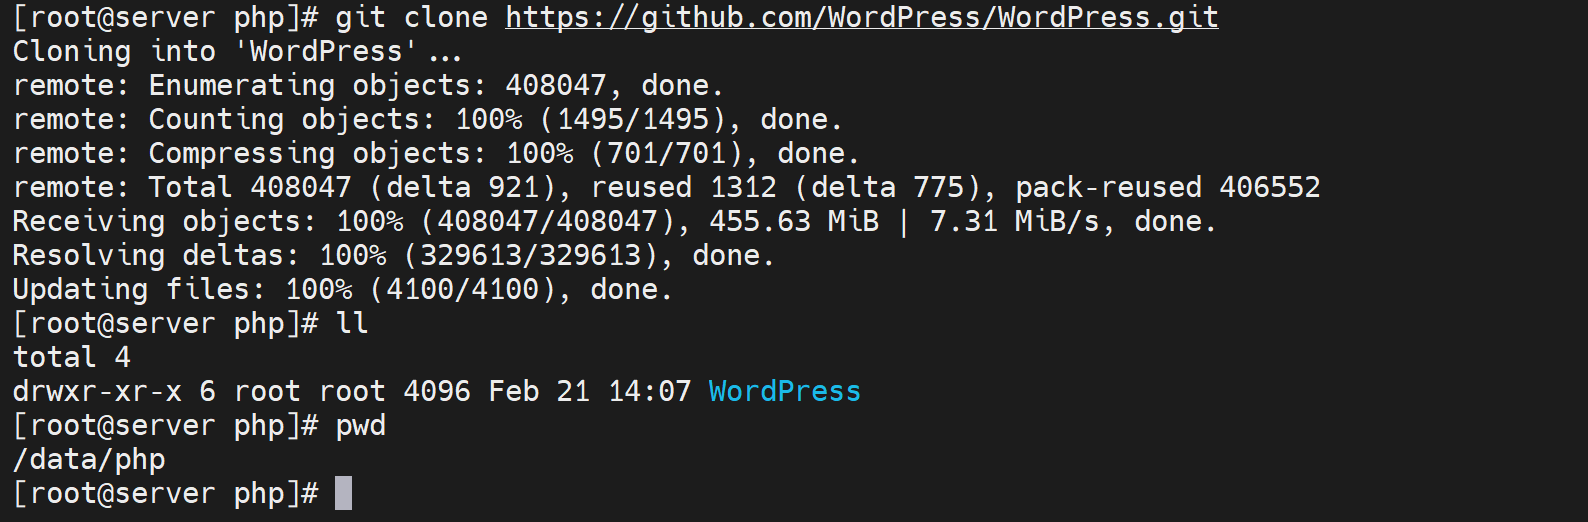 [root@server php]# git clone https://github.com/WordPress/WordPress.git
Cloning into 'WordPress'...
remote: Enumerating objects: 408047, done.
remote: Counting objects: 100% (1495/1495), done.
remote: Compressing objects: 100% (701/701), done.
remote: Total 408047 (delta 921), reused 1312 (delta 775), pack-reused 406552
Receiving objects: 100% (408047/408047), 455.63 MiB | 7.31 MiB/s, done.
Resolving deltas: 100% (329613/329613), done.
Updating files: 100% (4100/4100), done.
[root@server php]# ll
total 4
drwxr-xr-x 6 root root 4096 Feb 21 14:07 WordPress
[root@server php]# pwd
/data/php
[root@server php]#